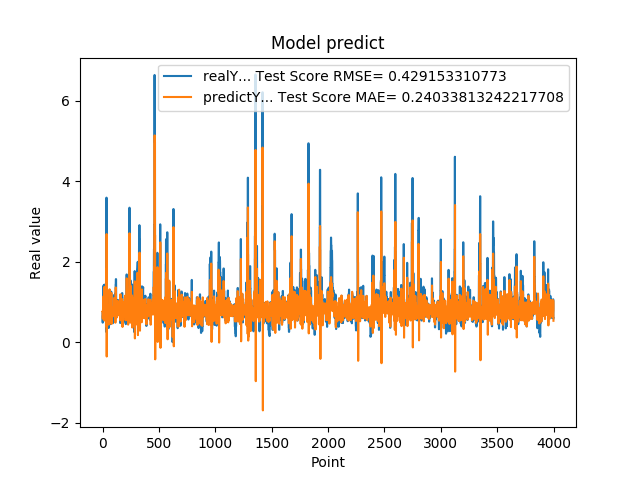 Model predict
realY... Test Score RMSE= 0.429153310773
predictY... Test Score MAE= 0.24033813242217708
6
4
2
0
−2
Real value
0 500 1000 1500 2000 2500 3000 3500 4000
Point